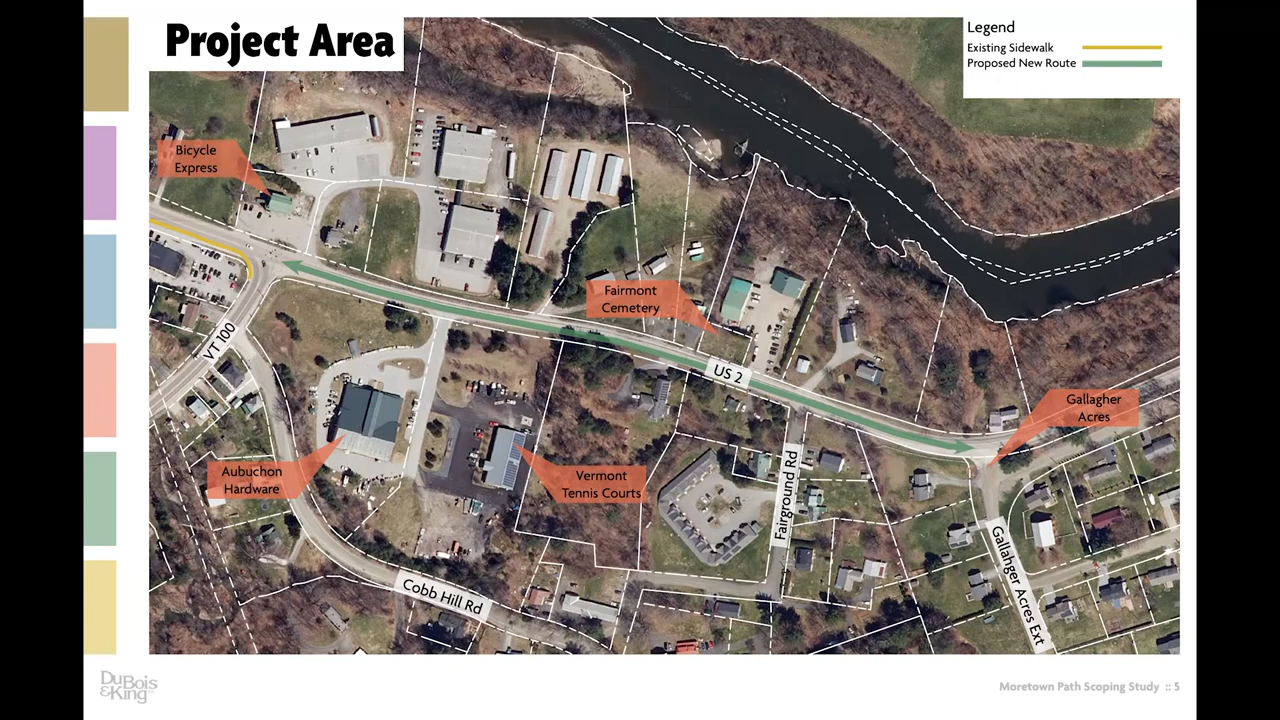 Project Area
Legend
Existing Sidewalk
Proposed New Route
Bicycle
Express
Fairmont
Cemetery
VT 100
US 2
Gallagher
Acres
Aubuchon
Hardware
Vermont
Tennis Courts
Fairground Rd
Cobb Hill Rd
Gallahger Acres Ext
DuBois
&King
Moretown Path Scoping Study :: 5